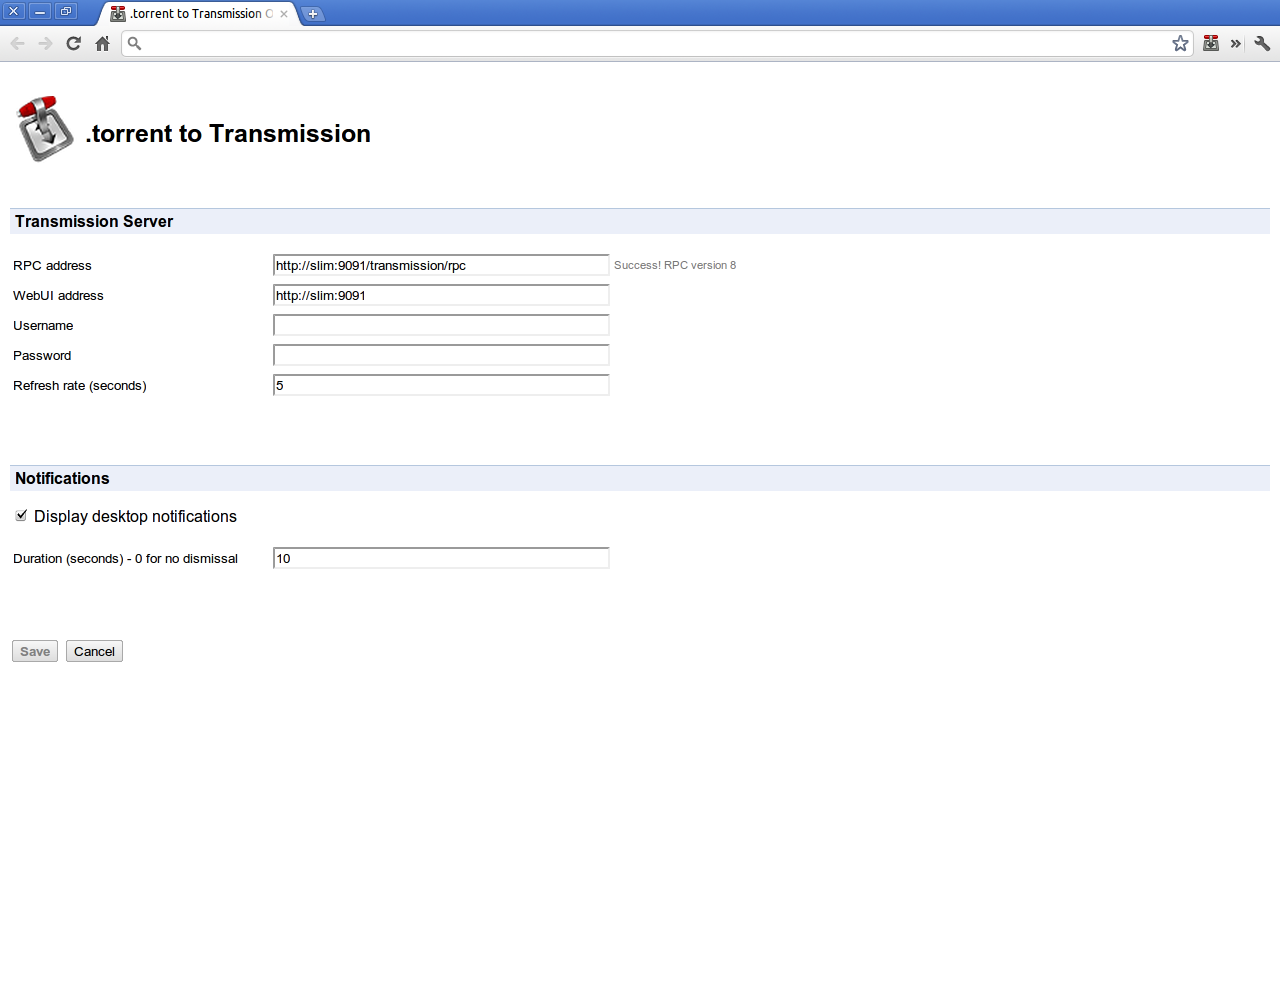 .torrent to Transmission O
.torrent to Transmission
Transmission Server
RPC address http://slim:9091/transmission/rpc Success! RPC version 8
WebUI address http://slim:9091
Username
Password
Refresh rate (seconds) 5
Notifications
Display desktop notifications
Duration (seconds) - 0 for no dismissal 10
Save Cancel